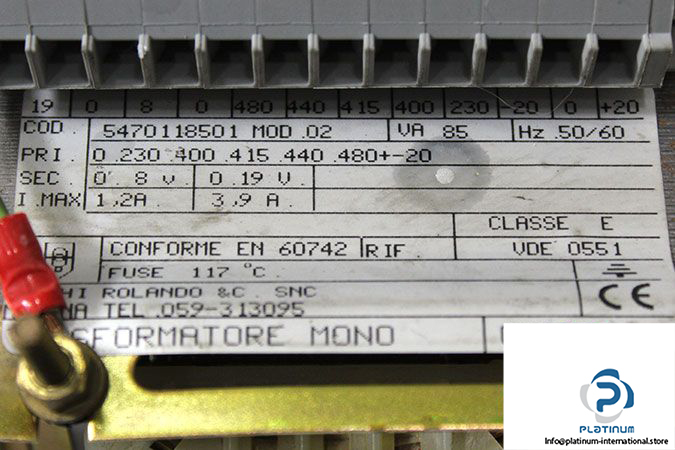 19 0 8 0 480 440 415 400 230 -20 0 +20
COD. 5470118501 MOD.02 VA 85 Hz.50/60
PRI. 0.230.400.415.440.480+-20
SEC. 0..8 v 0.19 V.
I.MAX 1,2A. 3,9 A.
CLASSE E
CONFORME EN 60742 RIF. VDE 0551
FUSE 117 °C.
HI ROLANDO &C. SNC
NA TEL.059-313095
SFORMATORE MONO
CE
PLATINUM
Info@platinum-international.store